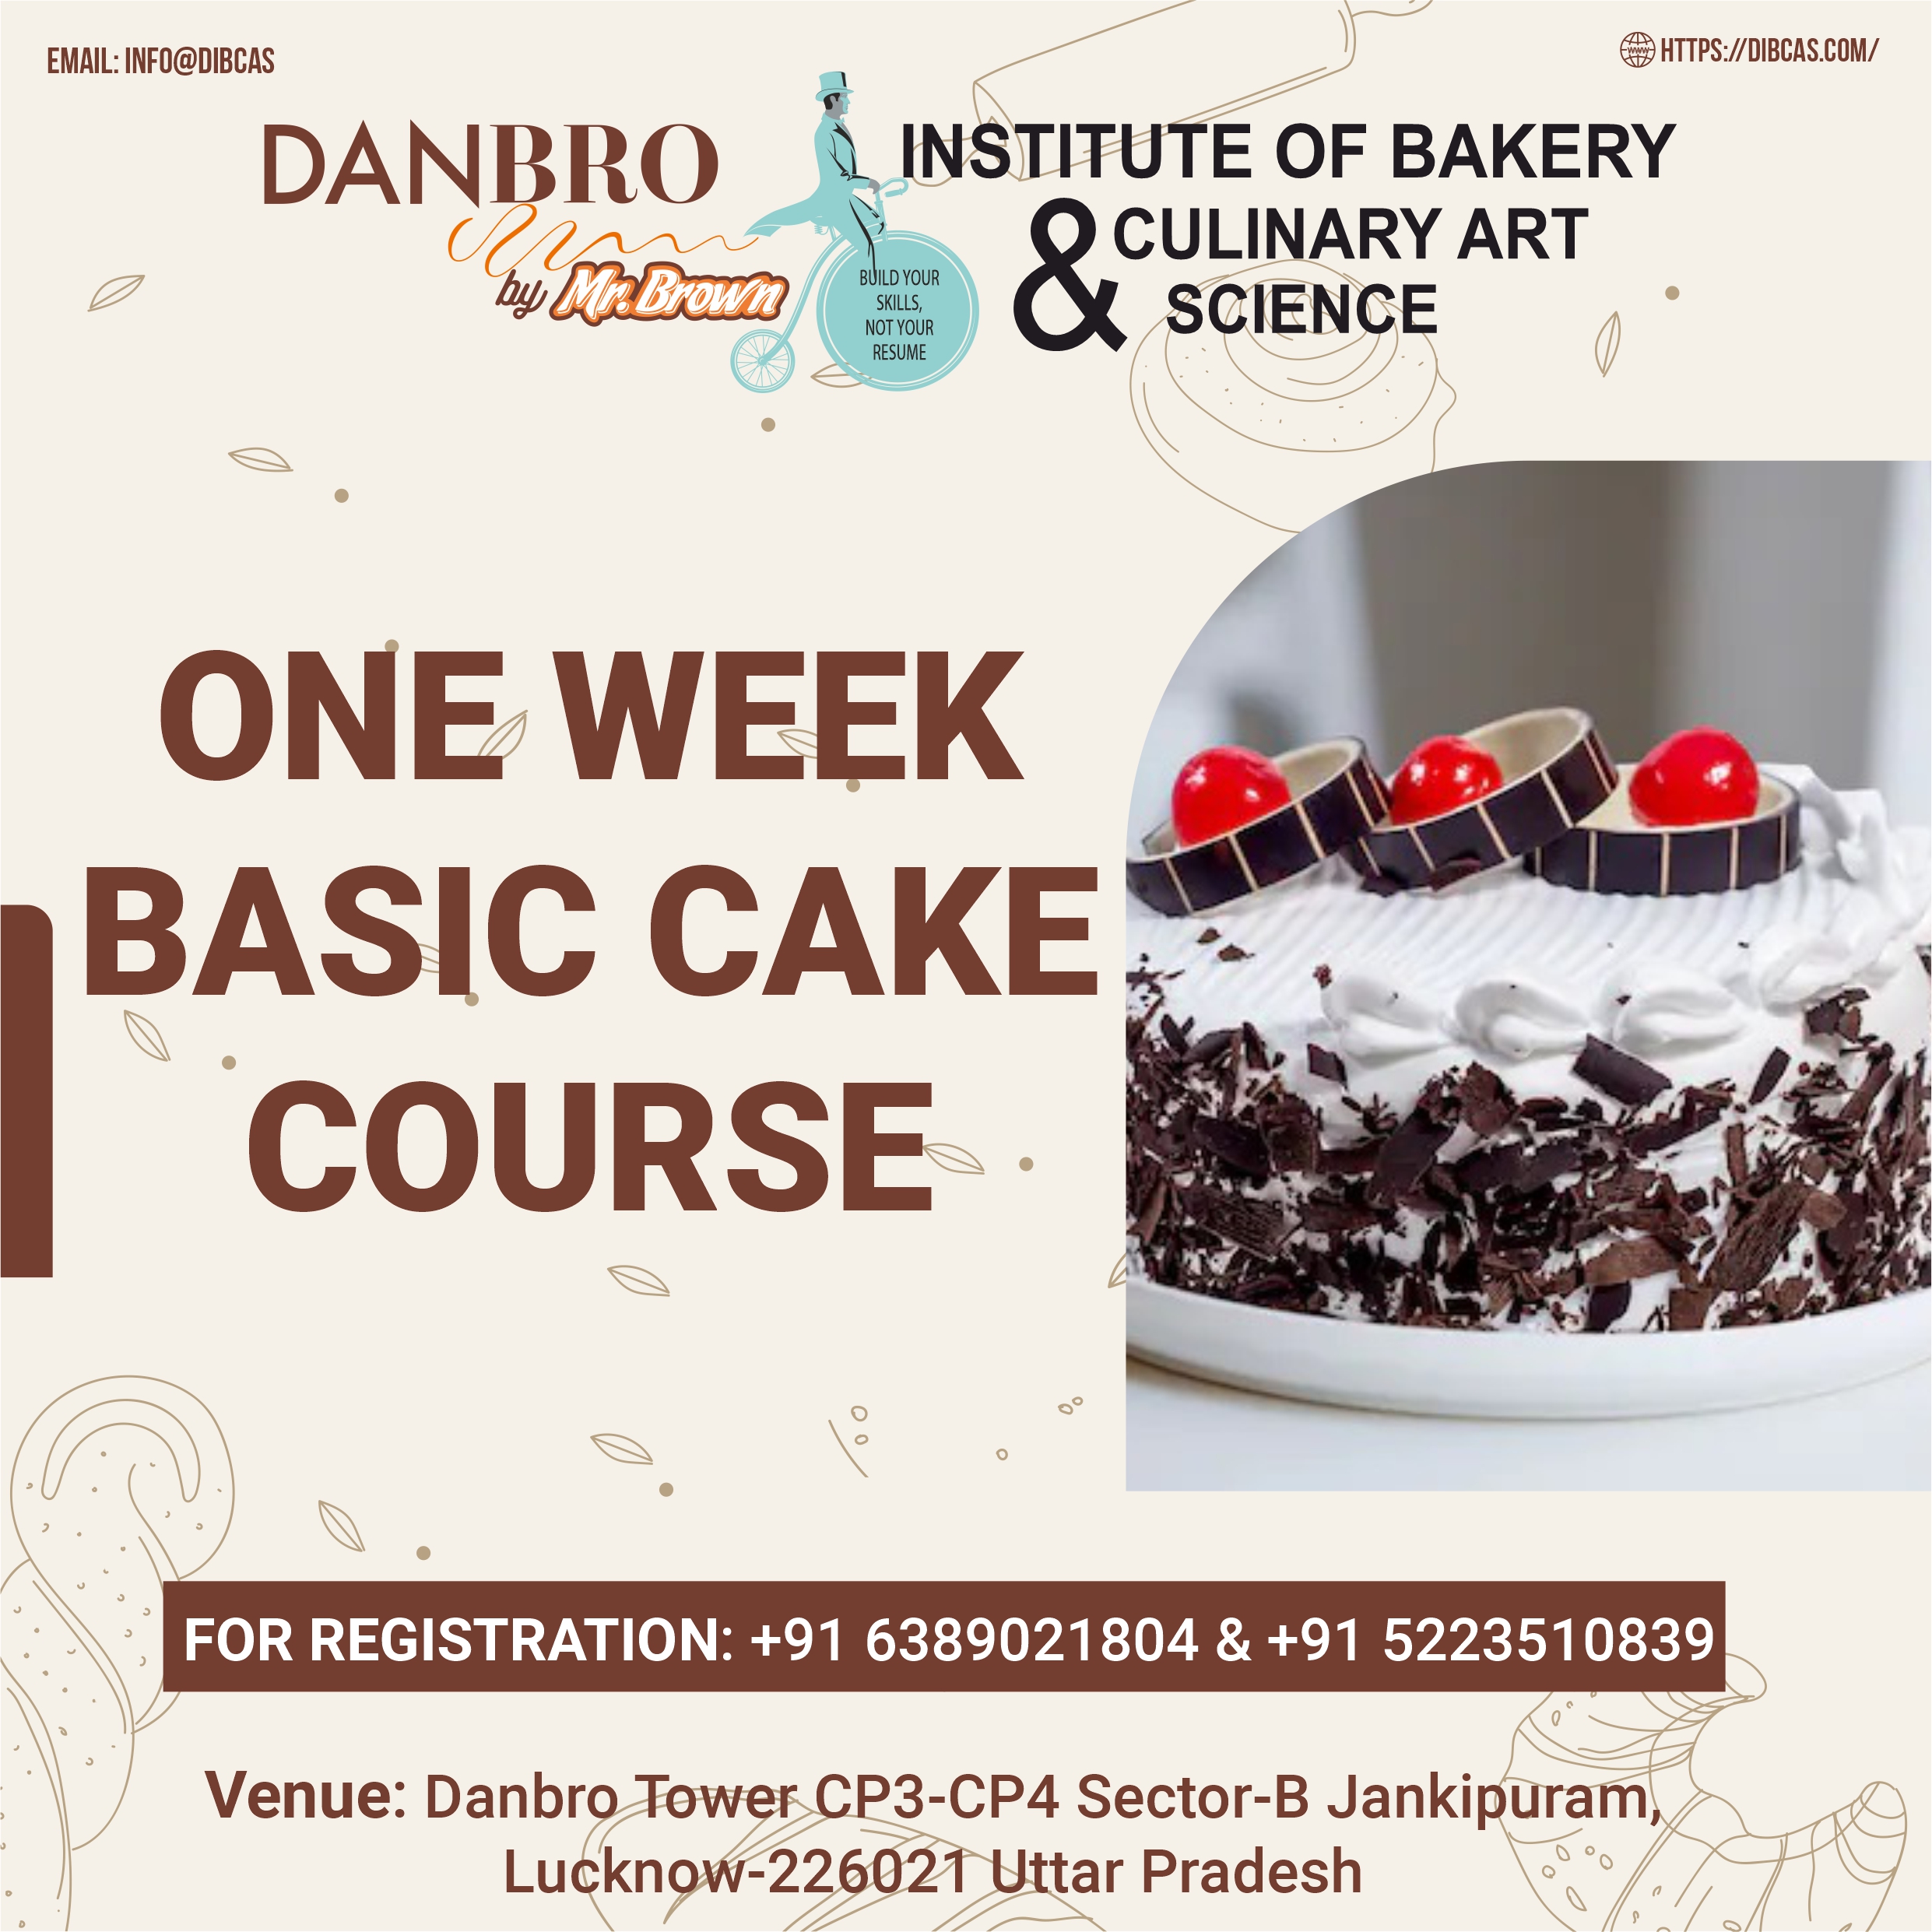 EMAIL: INFO@DIBCAS
HTTPS://DIBCAS.COM/
DANBRO
by Mr. Brown
BUILD YOUR
SKILLS,
NOT YOUR
RESUME
INSTITUTE OF BAKERY
& CULINARY ART
SCIENCE
ONE WEEK
BASIC CAKE
COURSE
FOR REGISTRATION: +91 6389021804 & +91 5223510839
Venue: Danbro Tower CP3-CP4 Sector-B Jankipuram,
Lucknow-226021 Uttar Pradesh